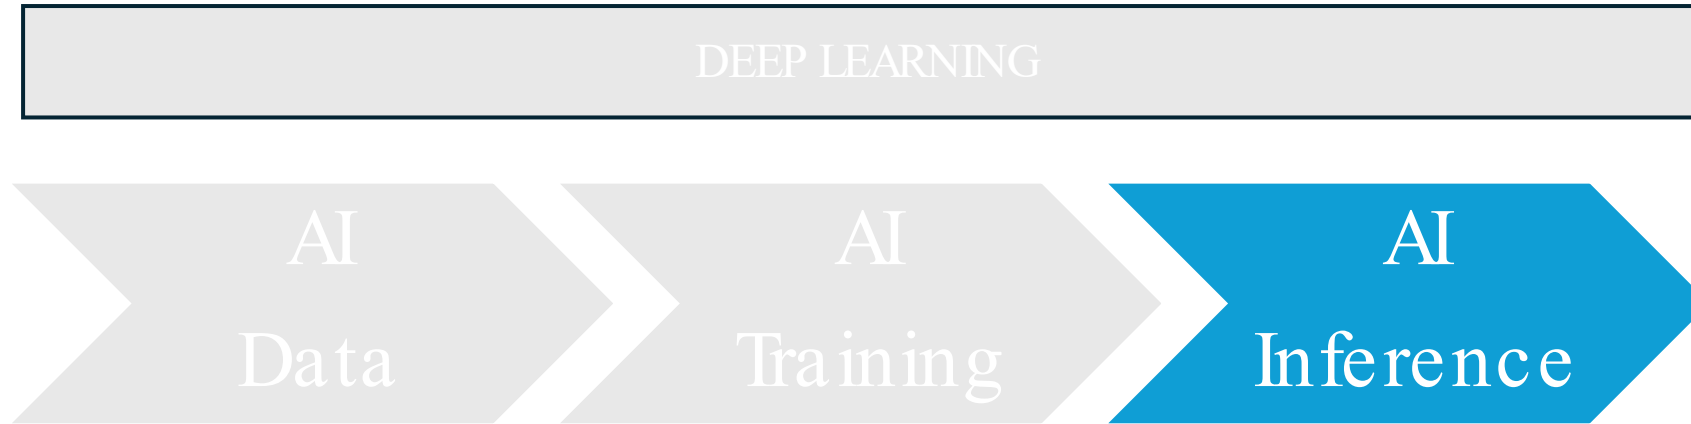 DEEP LEARNING
AI
Data
AI
Training
AI
Inference